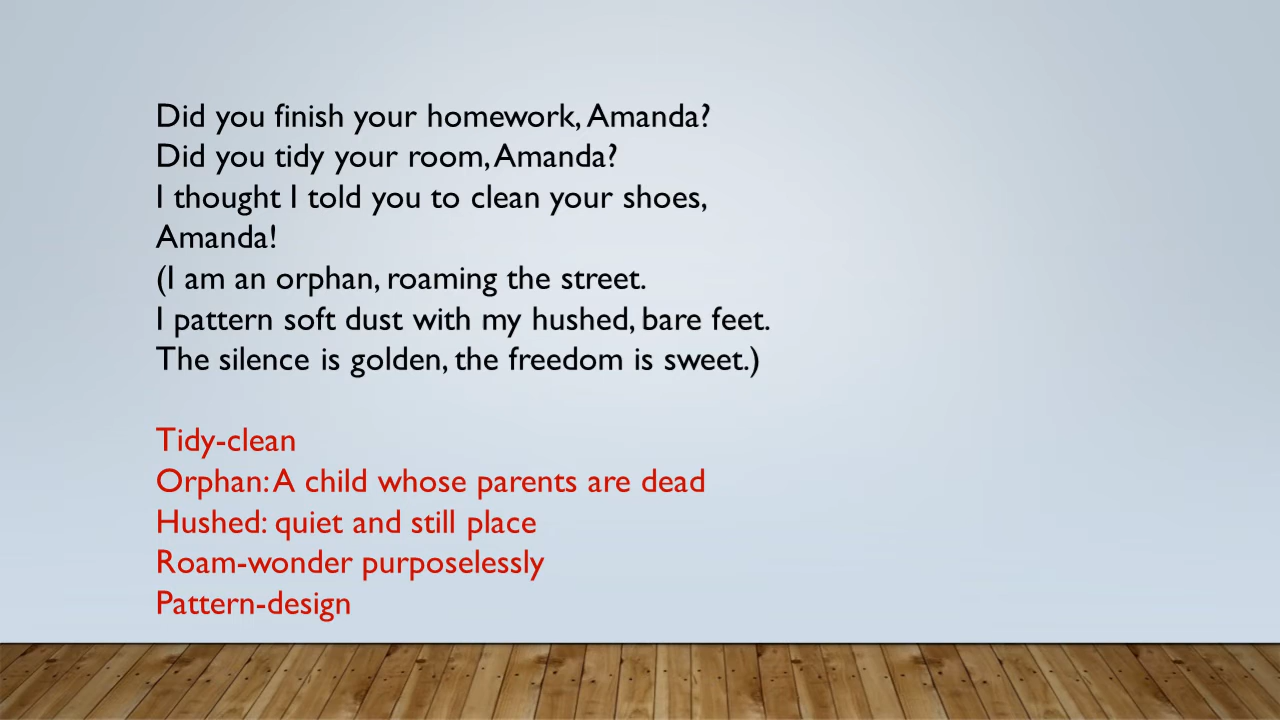 Did you finish your homework, Amanda?
Did you tidy your room, Amanda?
I thought I told you to clean your shoes,
Amanda!
(I am an orphan, roaming the street.
I pattern soft dust with my hushed, bare feet.
The silence is golden, the freedom is sweet.)
Tidy-clean
Orphan: A child whose parents are dead
Hushed: quiet and still place
Roam-wonder purposelessly
Pattern-design